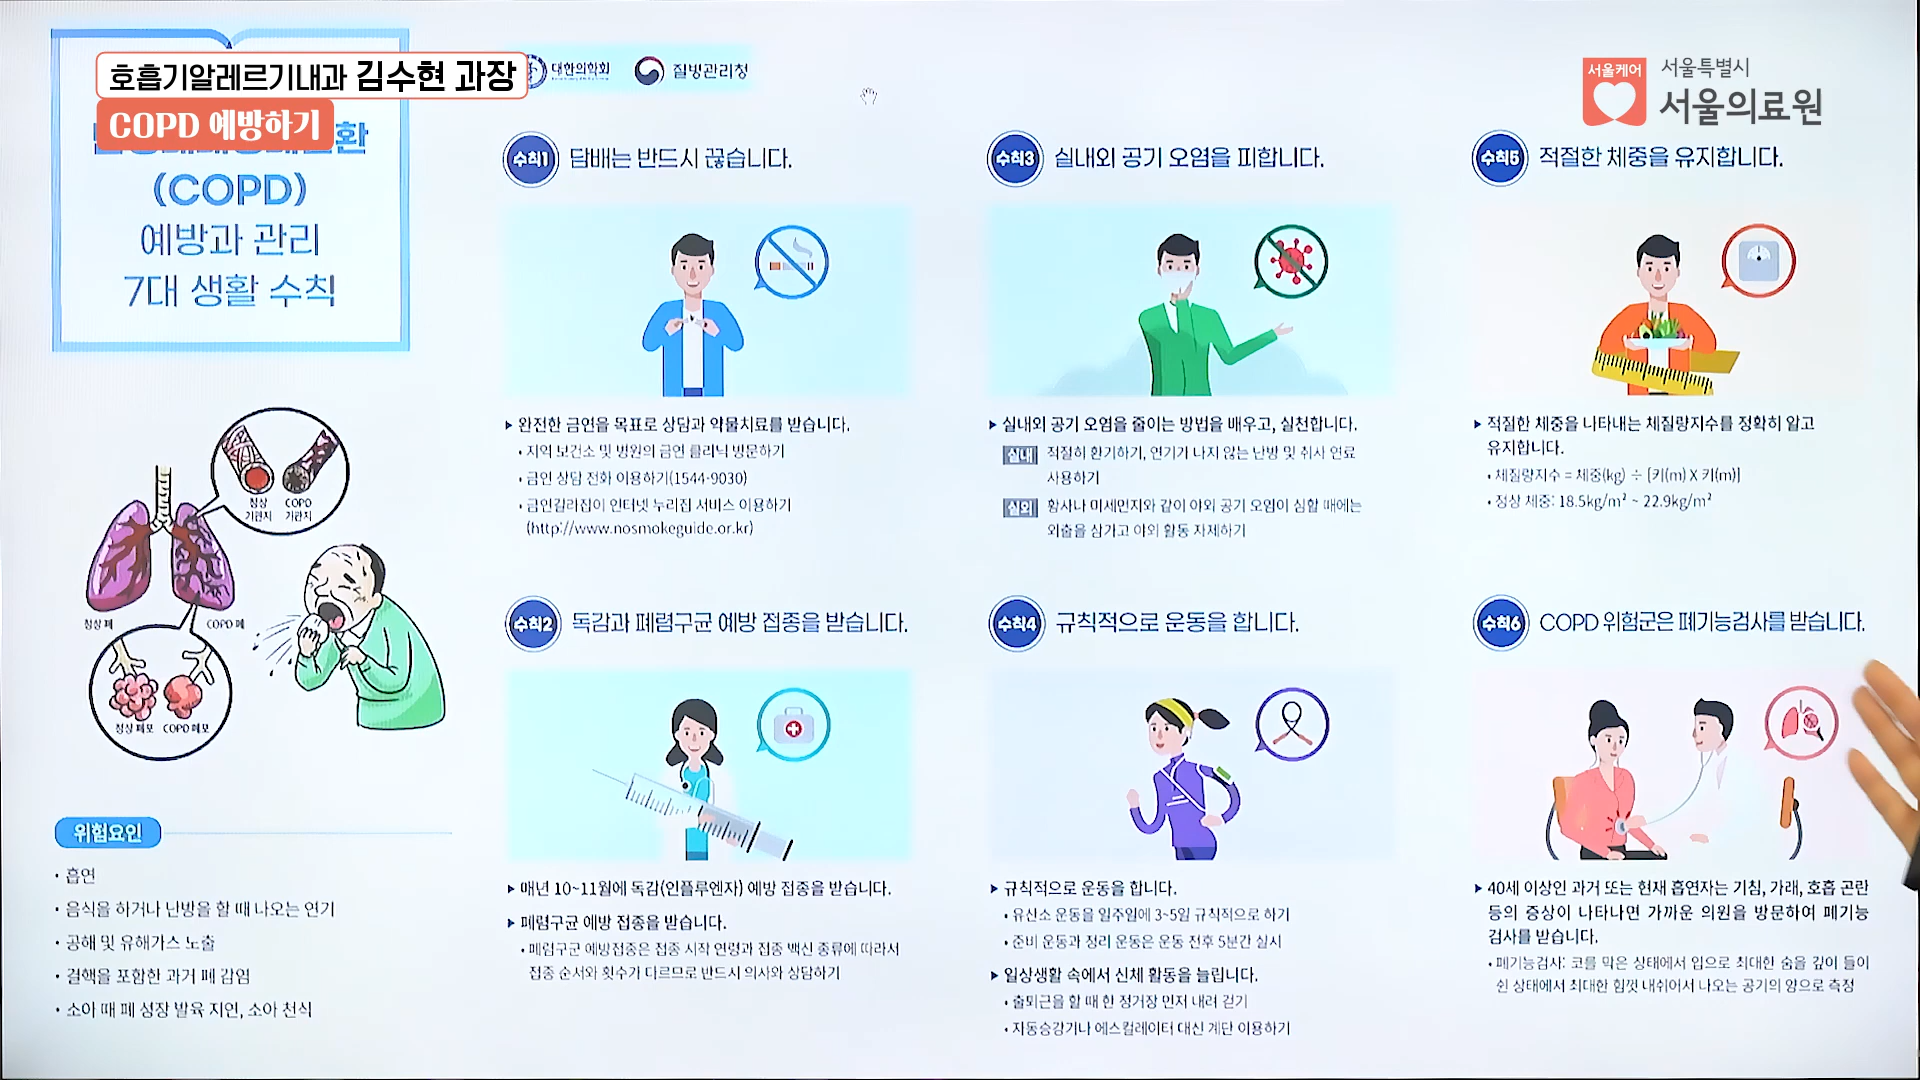 호흡기알레르기내과 김수현 과장
COPD 예방하기
대한의학회
질병관리청
서울케어
서울특별시
서울의료원
(COPD)
예방과 관리
7대 생활 수칙
정상 기관지
COPD 기관지
정상 폐
COPD 폐
정상 폐포
COPD 폐포
위험요인
• 흡연
• 음식을 하거나 난방을 할 때 나오는 연기
• 공해 및 유해가스 노출
• 결핵을 포함한 과거 폐 감염
• 소아 때 폐 성장 발육 지연, 소아 천식
수칙1 담배는 반드시 끊습니다.
▶ 완전한 금연을 목표로 상담과 약물치료를 받습니다.
• 지역 보건소 및 병원의 금연 클리닉 방문하기
• 금연 상담 전화 이용하기(1544-9030)
• 금연길라잡이 인터넷 누리집 서비스 이용하기
(http://www.nosmokeguide.or.kr)
수칙2 독감과 폐렴구균 예방 접종을 받습니다.
▶ 매년 10~11월에 독감(인플루엔자) 예방 접종을 받습니다.
▶ 폐렴구균 예방 접종을 받습니다.
• 폐렴구균 예방접종은 접종 시작 연령과 접종 백신 종류에 따라서
접종 순서와 횟수가 다르므로 반드시 의사와 상담하기
수칙3 실내외 공기 오염을 피합니다.
▶ 실내외 공기 오염을 줄이는 방법을 배우고, 실천합니다.
실내 적절히 환기하기, 연기가 나지 않는 난방 및 취사 연료
사용하기
실외 황사나 미세먼지와 같이 야외 공기 오염이 심할 때에는
외출을 삼가고 야외 활동 자제하기
수칙4 규칙적으로 운동을 합니다.
▶ 규칙적으로 운동을 합니다.
• 유산소 운동을 일주일에 3~5일 규칙적으로 하기
• 준비 운동과 정리 운동은 운동 전후 5분간 실시
▶ 일상생활 속에서 신체 활동을 늘립니다.
• 출퇴근을 할 때 한 정거장 먼저 내려 걷기
• 자동승강기나 에스컬레이터 대신 계단 이용하기
수칙5 적절한 체중을 유지합니다.
▶ 적절한 체중을 나타내는 체질량지수를 정확히 알고
유지합니다.
• 체질량지수 = 체중(kg) ÷ [키(m) X 키(m)]
• 정상 체중: 18.5kg/m² ~ 22.9kg/m²
수칙6 COPD 위험군은 폐기능검사를 받습니다.
▶ 40세 이상인 과거 또는 현재 흡연자는 기침, 가래, 호흡 곤란
등의 증상이 나타나면 가까운 의원을 방문하여 폐기능
검사를 받습니다.
• 폐기능검사: 코를 막은 상태에서 입으로 최대한 숨을 깊이 들이
쉰 상태에서 최대한 힘껏 내쉬어서 나오는 공기의 양으로 측정